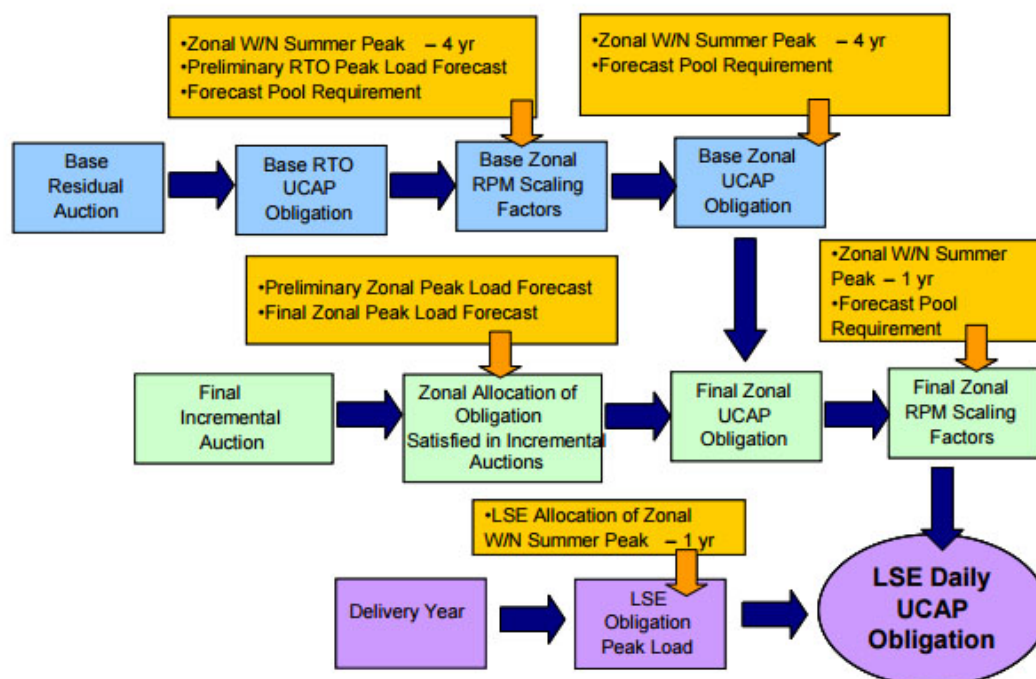 •Zonal W/N Summer Peak – 4 yr
•Preliminary RTO Peak Load Forecast
•Forecast Pool Requirement
•Zonal W/N Summer Peak – 4 yr
•Forecast Pool Requirement
Base
Residual
Auction
Base RTO
UCAP
Obligation
Base Zonal
RPM Scaling
Factors
Base Zonal
UCAP
Obligation
•Preliminary Zonal Peak Load Forecast
•Final Zonal Peak Load Forecast
•Zonal W/N Summer
Peak – 1 yr
•Forecast Pool
Requirement
Final
Incremental
Auction
Zonal Allocation of
Obligation
Satisfied in Incremental
Auctions
Final Zonal
UCAP
Obligation
Final Zonal
RPM Scaling
Factors
•LSE Allocation of Zonal
W/N Summer Peak – 1 yr
Delivery Year
LSE
Obligation
Peak Load
LSE Daily
UCAP
Obligation